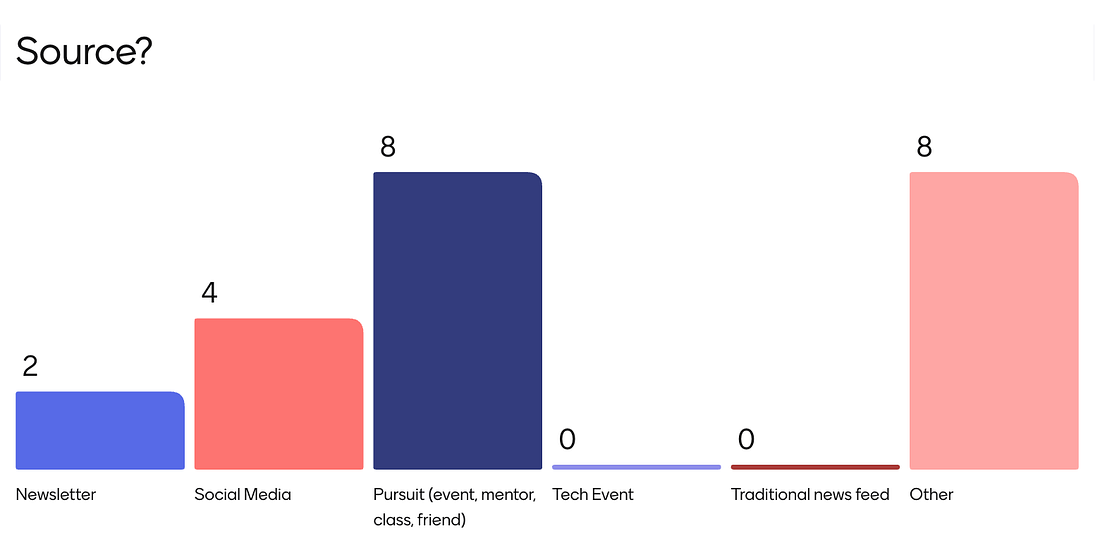 Source?
2
4
8
0
0
8
Newsletter
Social Media
Pursuit (event, mentor,
class, friend)
Tech Event
Traditional news feed
Other